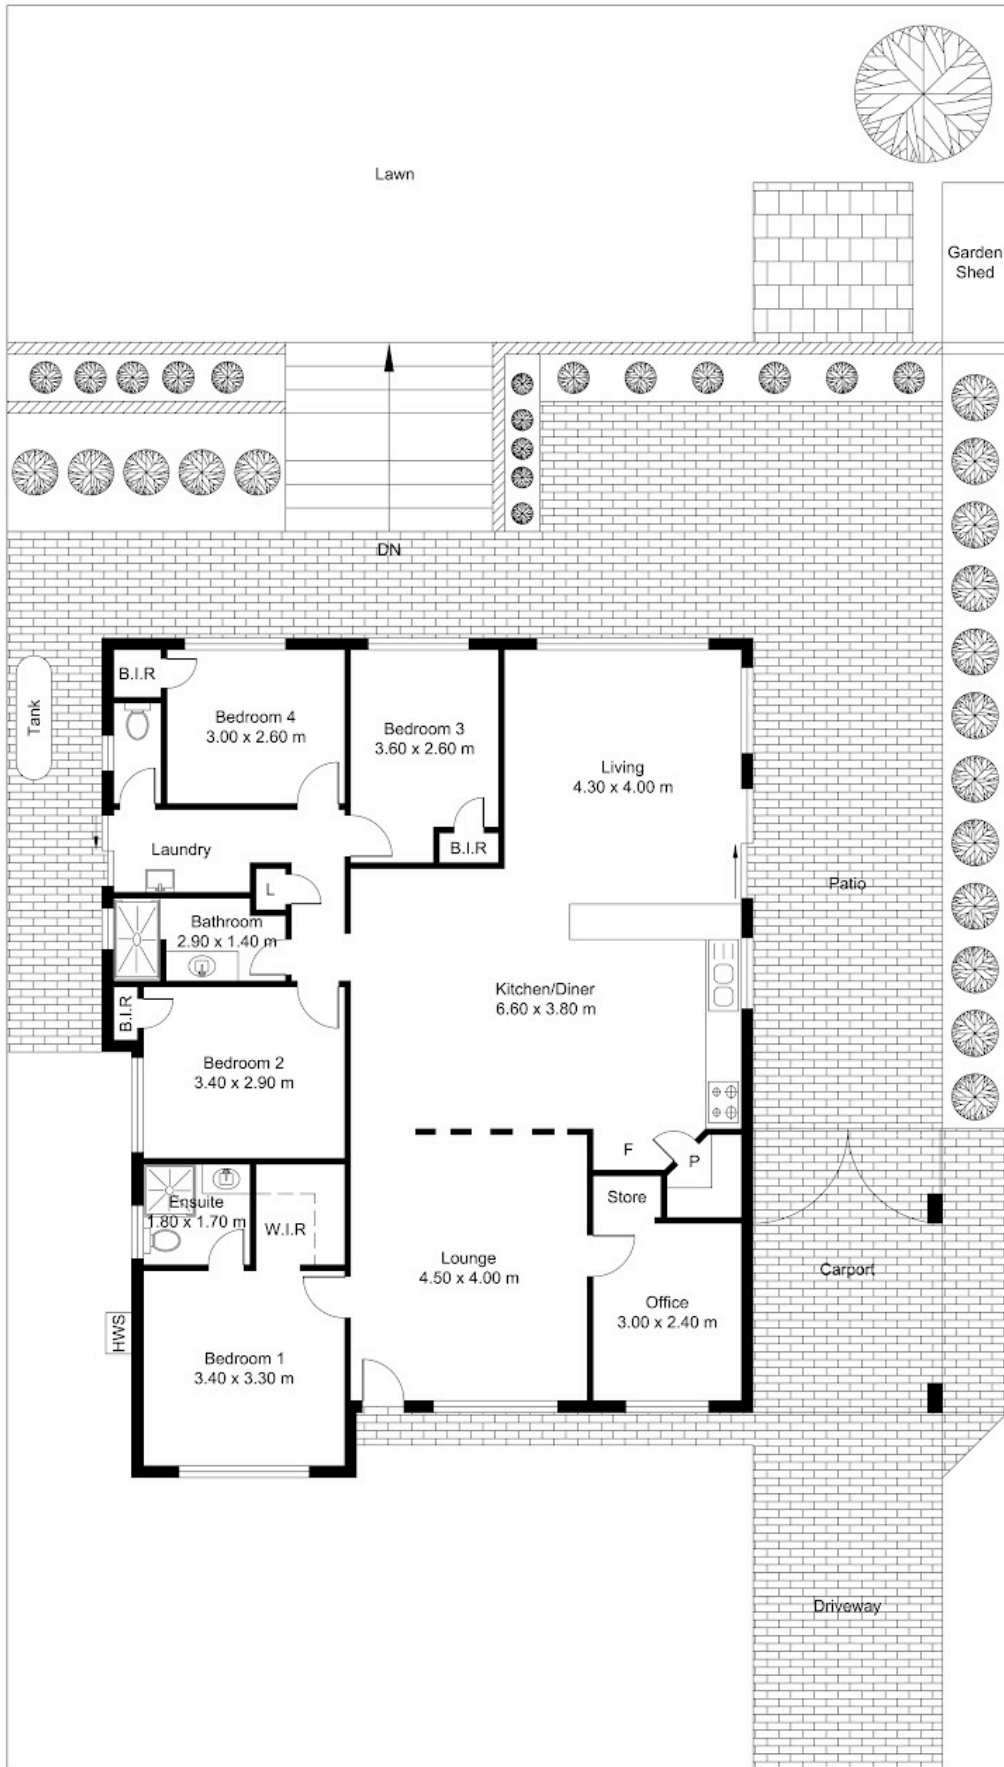 Lawn
Garden
Shed
DN
Tank
B.I.R
Bedroom 4
3.00 x 2.60 m
Bedroom 3
3.60 x 2.60 m
Living
4.30 x 4.00 m
Laundry
B.I.R
L
Patio
Bathroom
2.90 x 1.40 m
Kitchen/Diner
6.60 x 3.80 m
B.I.R
Bedroom 2
3.40 x 2.90 m
F
P
Ensuite
1.80 x 1.70 m
W.I.R
Store
Lounge
4.50 x 4.00 m
Carport
Office
3.00 x 2.40 m
HWS
Bedroom 1
3.40 x 3.30 m
Driveway